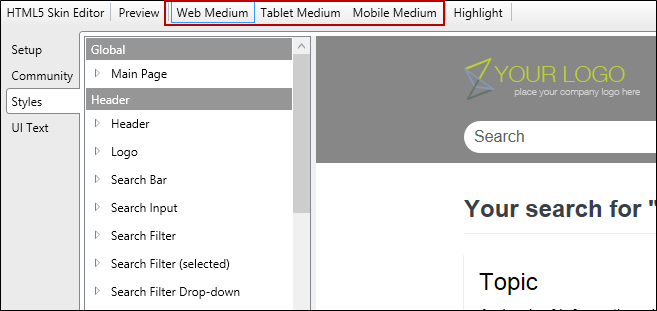 HTML5 Skin Editor Preview Web Medium Tablet Medium Mobile Medium Highlight
Setup
Community
Styles
UI Text
Global
Main Page
Header
Header
Logo
Search Bar
Search Input
Search Filter
Search Filter (selected)
Search Filter Drop-down
YOUR LOGO
place your company logo here
Search
Your search for "
Topic